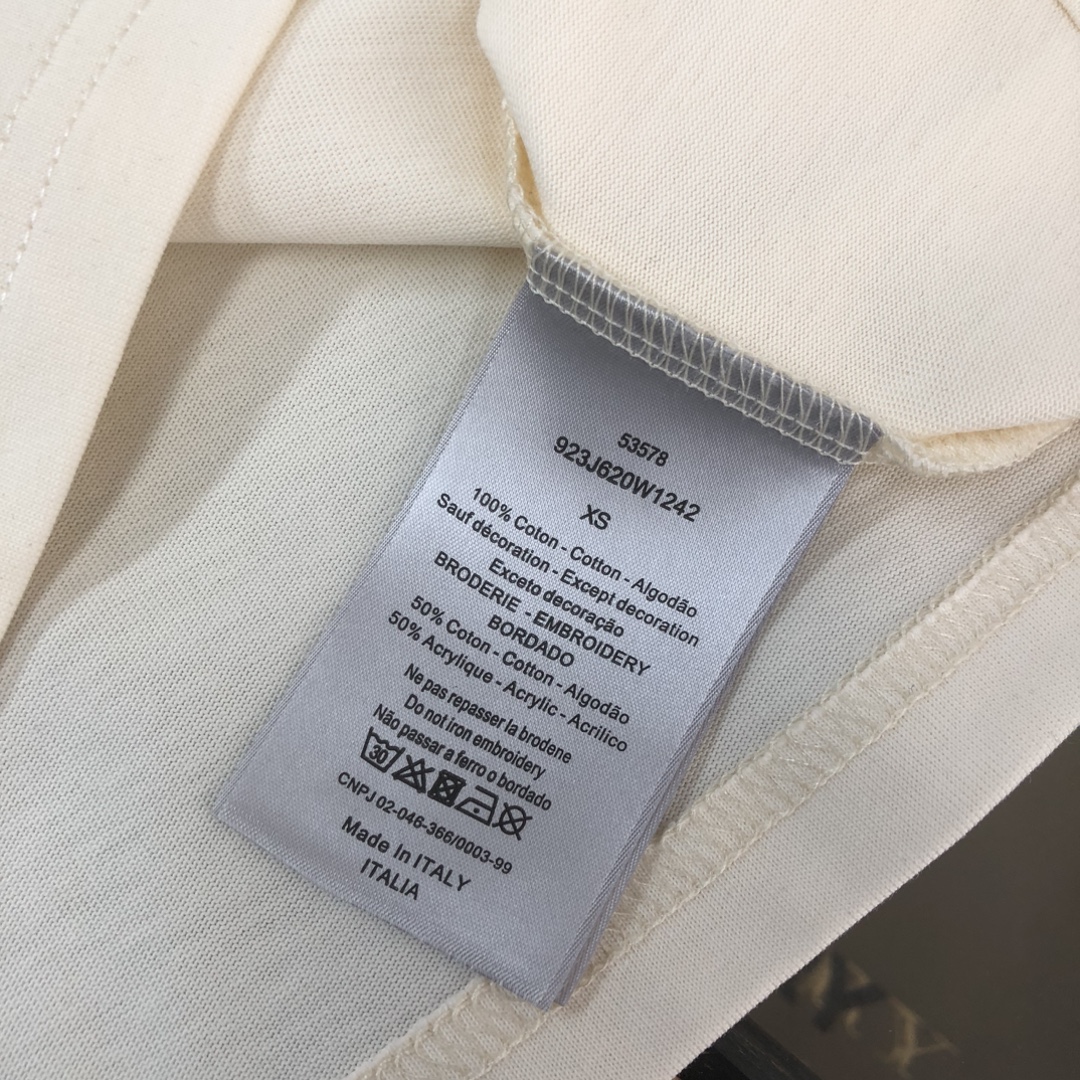 53578
923J620W1242
XS
100% Coton - Cotton - Algodão
Sauf décoration - Except decoration
Exceto decoração
BRODERIE - EMBROIDERY
BORDADO
50% Coton - Cotton - Algodão
50% Acrylique - Acrylic - Acrílico
Ne pas repasser la brodene
Do not iron embroidery
Não passar a ferro o bordado
30
CNPJ 02-046-366/0003-99
Made In ITALY
ITALIA